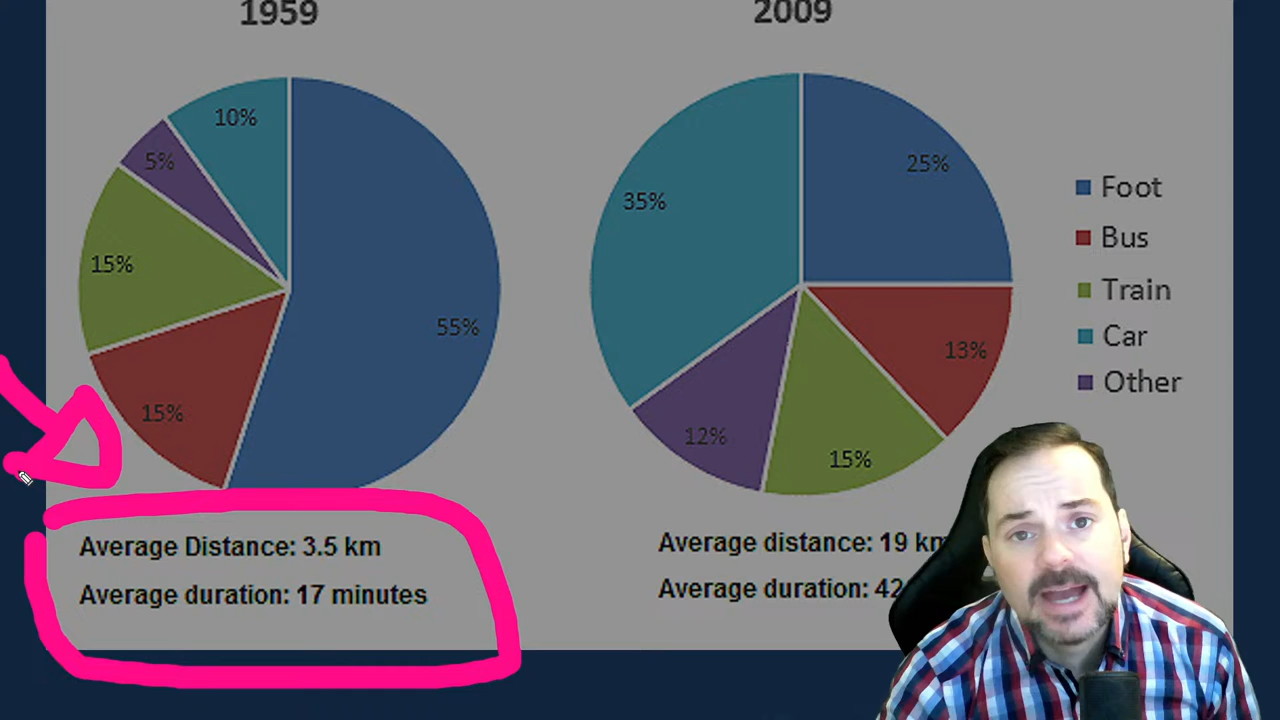 1959
2009
10%
5%
15%
55%
15%
35%
25%
13%
12%
15%
Foot
Bus
Train
Car
Other
Average Distance: 3.5 km
Average duration: 17 minutes
Average distance: 19 km
Average duration: 42